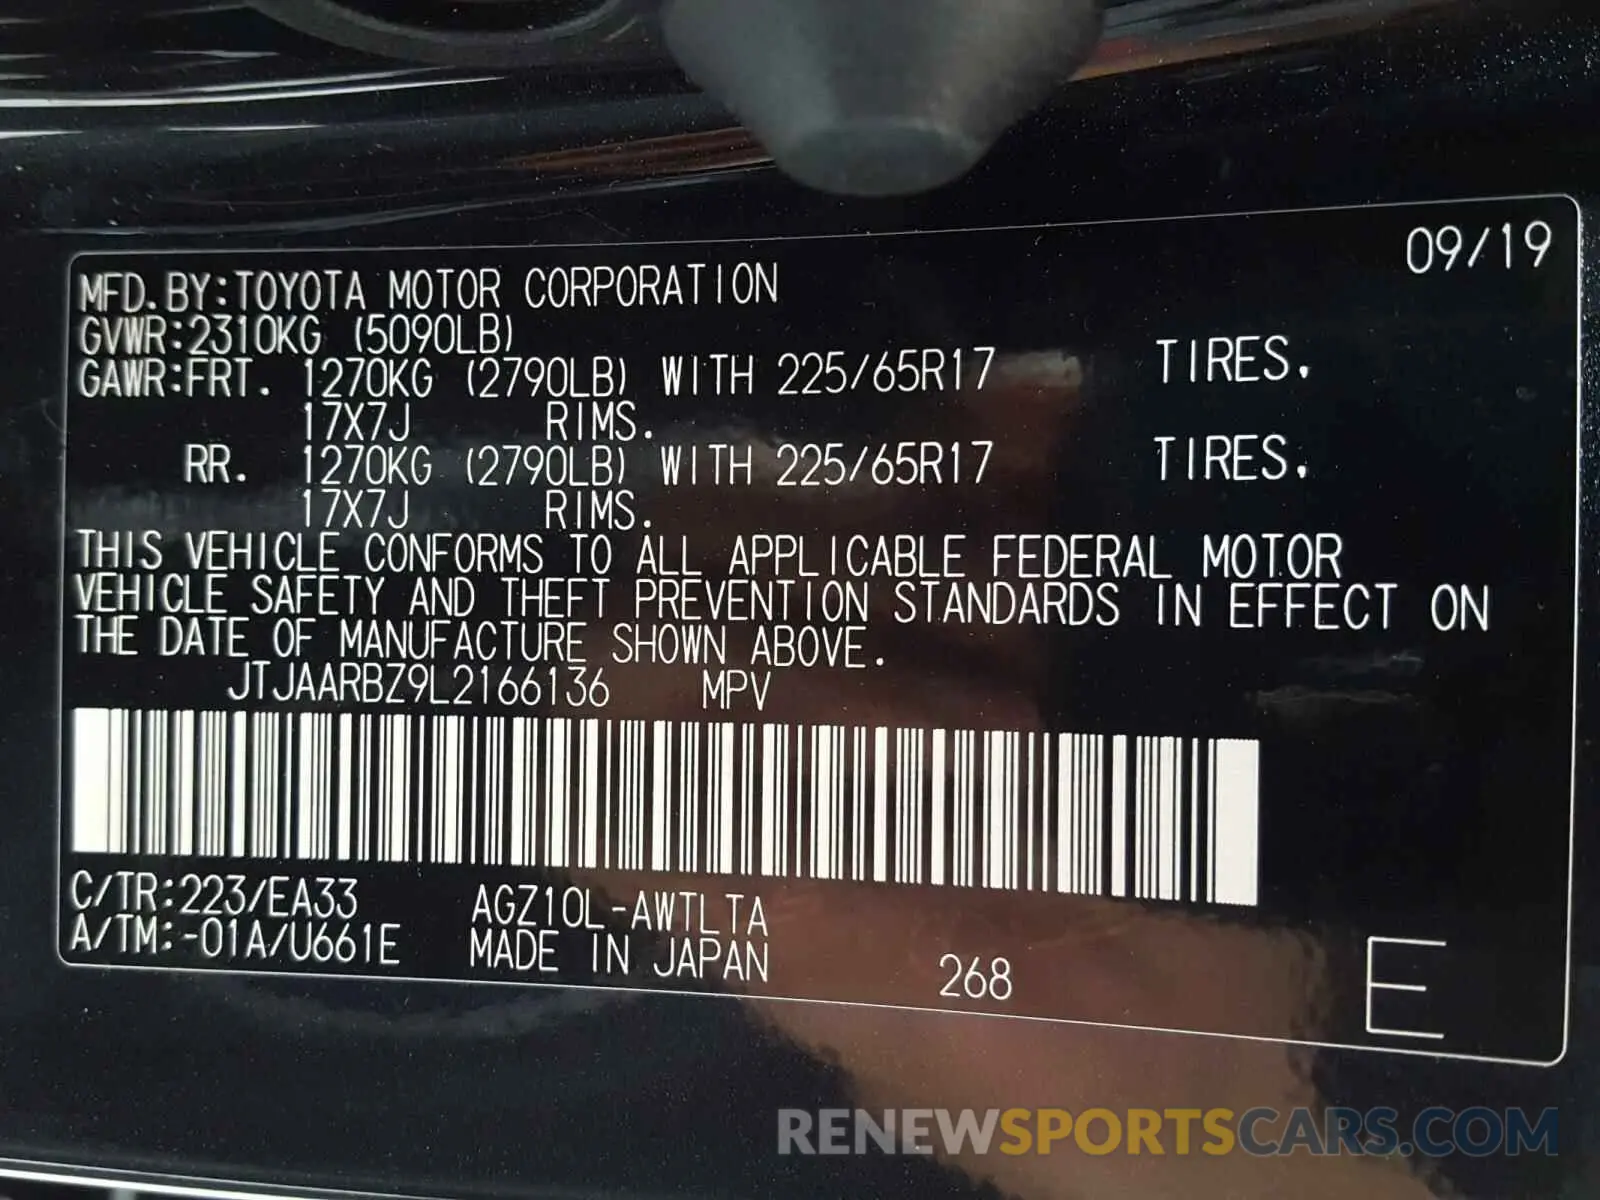 09/19
MFD.BY:TOYOTA MOTOR CORPORATION
GVWR:2310KG (5090LB)
GAWR:FRT. 1270KG (2790LB) WITH 225/65R17 TIRES.
17X7J RIMS.
RR. 1270KG (2790LB) WITH 225/65R17 TIRES.
17X7J RIMS.
THIS VEHICLE CONFORMS TO ALL APPLICABLE FEDERAL MOTOR
VEHICLE SAFETY AND THEFT PREVENTION STANDARDS IN EFFECT ON
THE DATE OF MANUFACTURE SHOWN ABOVE.
JTJAARBZ9L2166136 MPV
C/TR:223/EA33 AGZ10L-AWTLTA
A/TM:-01A/U661E MADE IN JAPAN 268 E
RENEWSPORTSCARS.COM